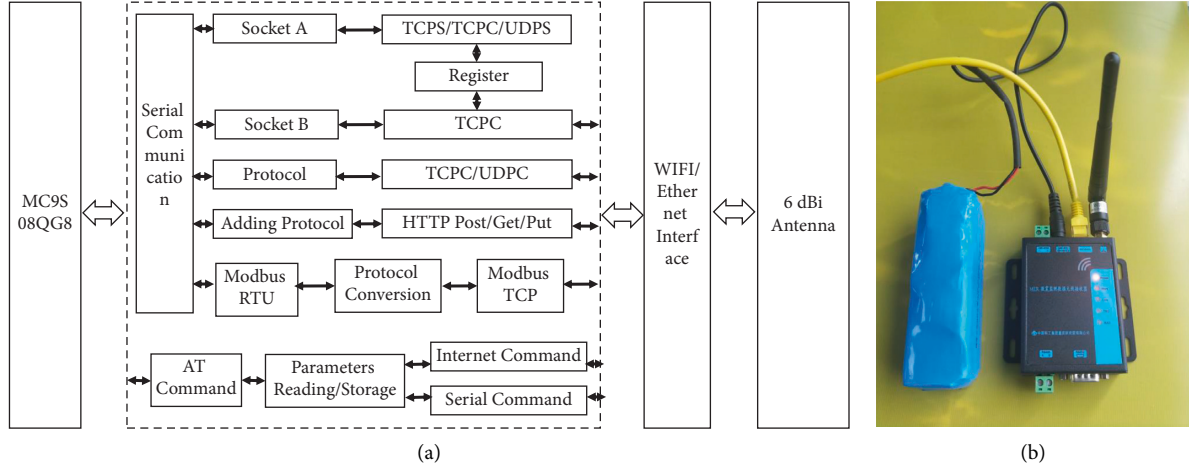 MC9S
08QG8
Serial
Com
munic
catio
n
Socket A
TCPS/TCPC/UDPS
Register
Socket B
TCPC
Protocol
TCPC/UDPC
Adding Protocol
HTTP Post/Get/Put
Modbus
RTU
Protocol
Conversion
Modbus
TCP
AT
Command
Parameters
Reading/Storage
Internet Command
Serial Command
WIFI/
Ether
net
Interf
ace
6 dBi
Antenna
(a)
(b)